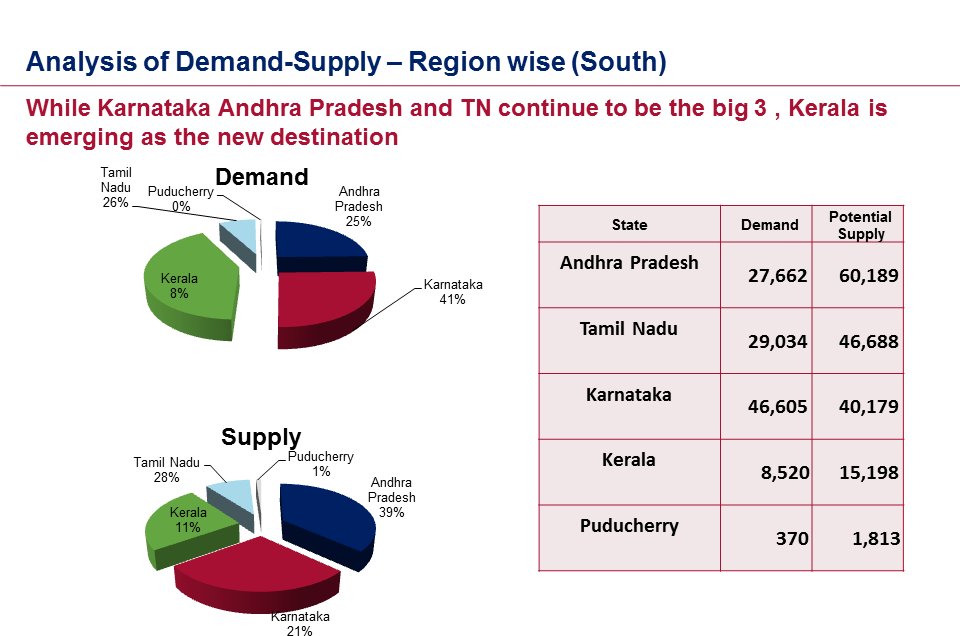 Analysis of Demand-Supply – Region wise (South)
While Karnataka Andhra Pradesh and TN continue to be the big 3 , Kerala is
emerging as the new destination
Demand
Tamil
Nadu
26%
Puducherry
0%
Andhra
Pradesh
25%
Kerala
8%
Karnataka
41%
Supply
Tamil Nadu
28%
Puducherry
1%
Andhra
Pradesh
39%
Kerala
11%
Karnataka
21%
State Demand Potential
Supply
Andhra Pradesh 27,662 60,189
Tamil Nadu 29,034 46,688
Karnataka 46,605 40,179
Kerala 8,520 15,198
Puducherry 370 1,813